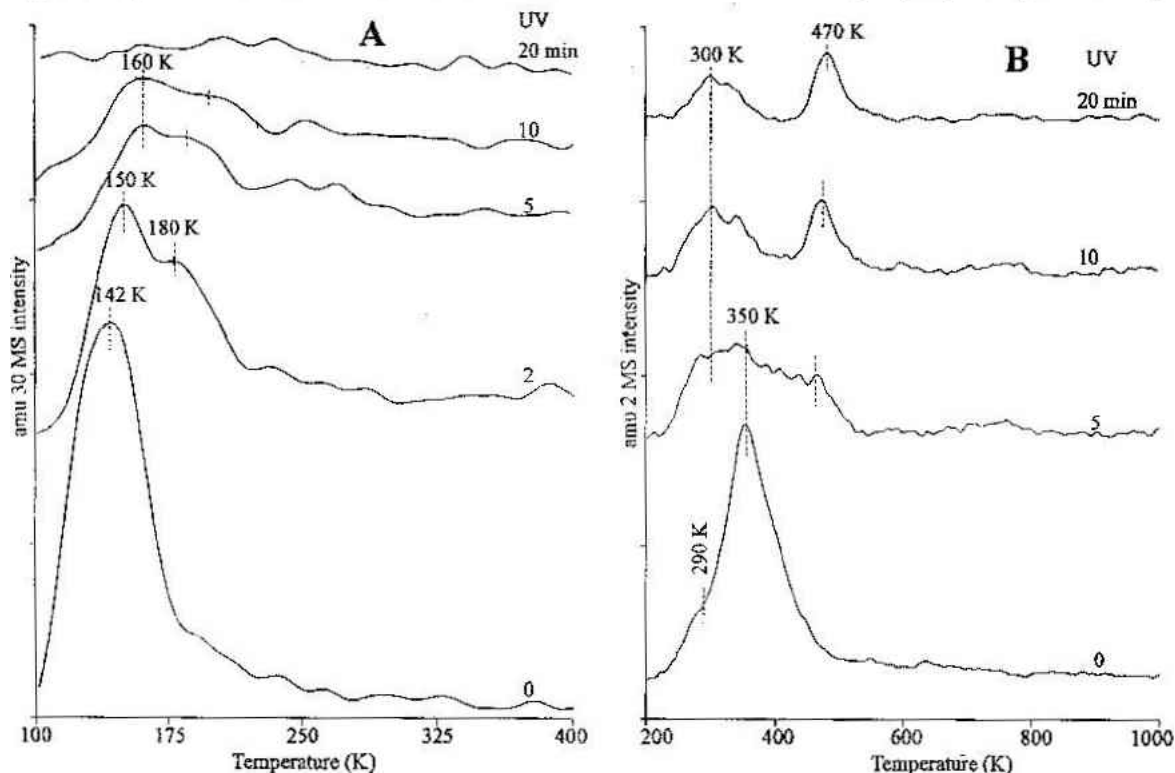 UV
A
20 min
160 K
10
150 K
5
180 K
142 K
2
0
amu 30 MS intensity
100 175 250 325 400
Temperature (K)
470 K
B
UV
300 K
20 min
10
350 K
5
290 K
0
amu 2 MS intensity
200 400 600 800 1000
Temperature (K)